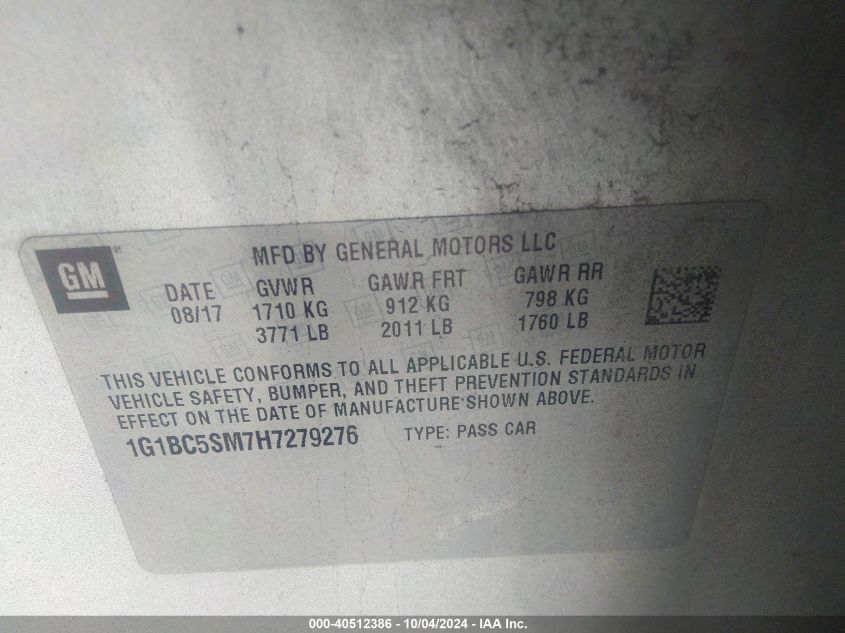 GM
MFD BY GENERAL MOTORS LLC
DATE GVWR GAWR FRT GAWR RR
08/17 1710 KG 912 KG 798 KG
3771 LB 2011 LB 1760 LB
THIS VEHICLE CONFORMS TO ALL APPLICABLE U.S. FEDERAL MOTOR
VEHICLE SAFETY, BUMPER, AND THEFT PREVENTION STANDARDS IN
EFFECT ON THE DATE OF MANUFACTURE SHOWN ABOVE.
1G1BC5SM7H7279276 TYPE: PASS CAR
000-40512386 - 10/04/2024 - IAA Inc.